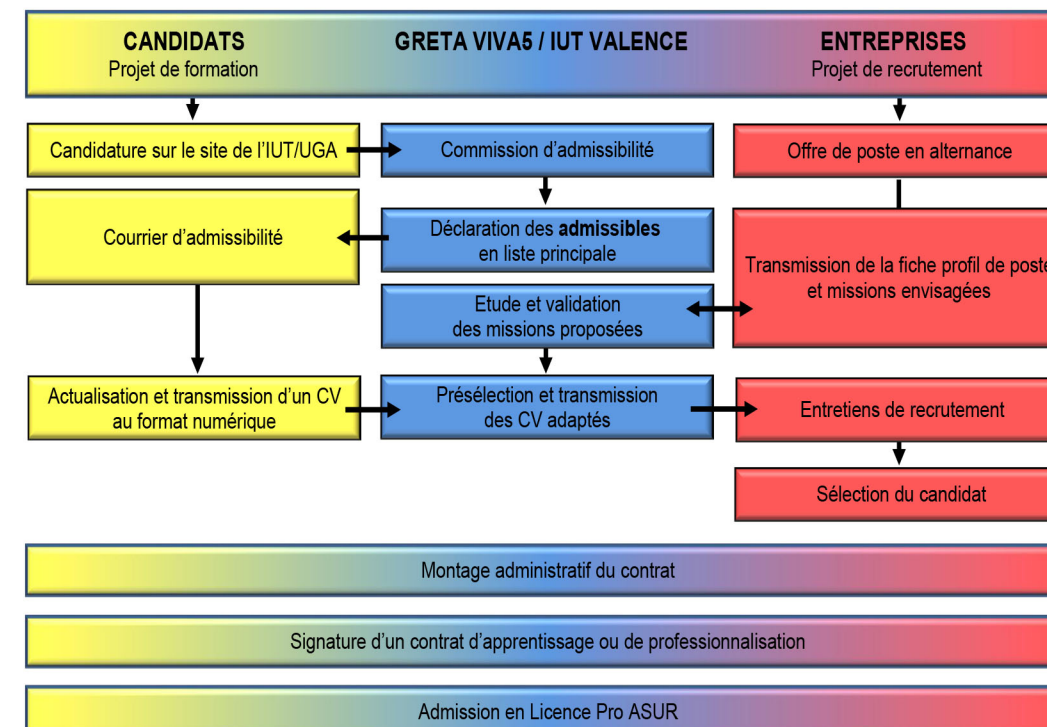 CANDIDATS
Projet de formation
GRETA VIVA5 / IUT VALENCE
ENTREPRISES
Projet de recrutement
Candidature sur le site de l’IUT/UGA
Commission d’admissibilité
Offre de poste en alternance
Courrier d’admissibilité
Déclaration des admissibles
en liste principale
Transmission de la fiche profil de poste
et missions envisagées
Etude et validation
des missions proposées
Actualisation et transmission d’un CV
au format numérique
Présélection et transmission
des CV adaptés
Entretiens de recrutement
Sélection du candidat
Montage administratif du contrat
Signature d’un contrat d’apprentissage ou de professionnalisation
Admission en Licence Pro ASUR